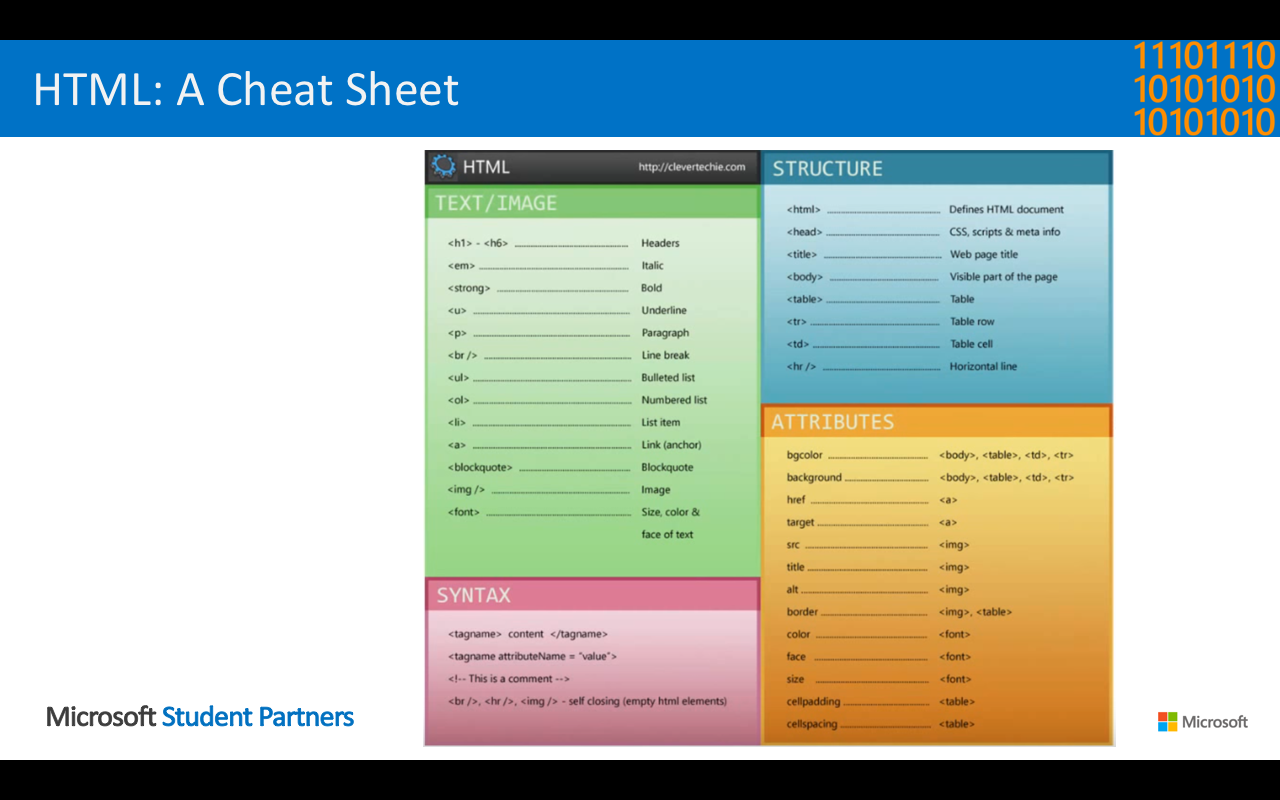 HTML: A Cheat Sheet
11101110
10101010
10101010
HTML http://clevertechie.com
TEXT/IMAGE
<h1> - <h6> Headers
<em> Italic
<strong> Bold
<u> Underline
<p> Paragraph
<br /> Line break
<ul> Bulleted list
<ol> Numbered list
<li> List item
<a> Link (anchor)
<blockquote> Blockquote
<img /> Image
<font> Size, color &
face of text
SYNTAX
<tagname> content </tagname>
<tagname attributeName = "value">
<!-- This is a comment -->
<br />, <hr />, <img /> - self closing (empty html elements)
STRUCTURE
<html> Defines HTML document
<head> CSS, scripts & meta info
<title> Web page title
<body> Visible part of the page
<table> Table
<tr> Table row
<td> Table cell
<hr /> Horizontal line
ATTRIBUTES
bgcolor <body>, <table>, <td>, <tr>
background <body>, <table>, <td>, <tr>
href <a>
target <a>
src <img>
title <img>
alt <img>
border <img>, <table>
color <font>
face <font>
size <font>
cellpadding <table>
cellspacing <table>
Microsoft Student Partners
Microsoft